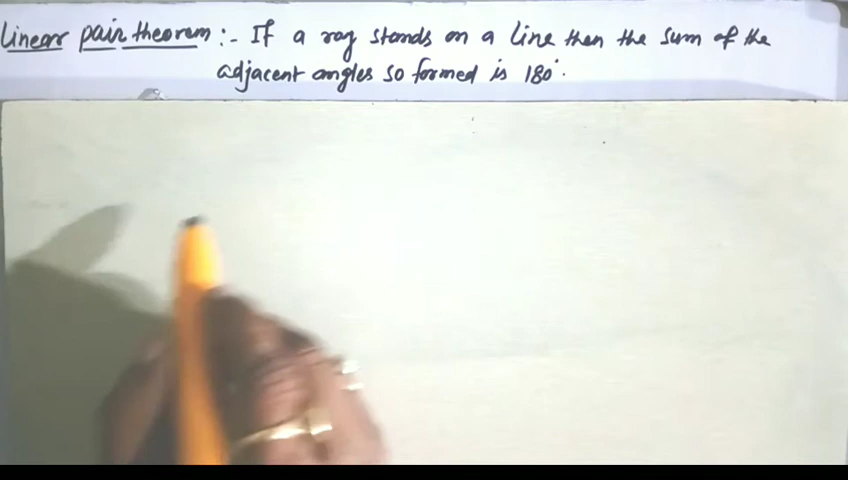 Linear pair theorem :- If a ray stands on a line then the sum of the
adjacent angles so formed is 180°.